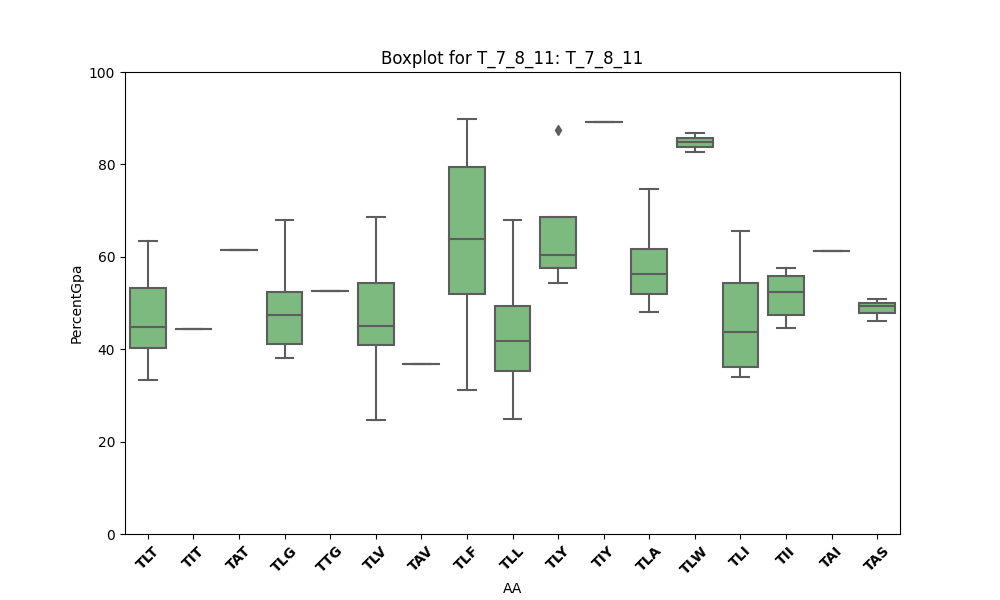 Boxplot for T_7_8_11: T_7_8_11
100
80
60
40
20
0
PercentGpa
TLT TIT TAT TLG TTG TLV TAV TLF TLL TLY TIY TLA TLW TLI TII TAI TAS
AA